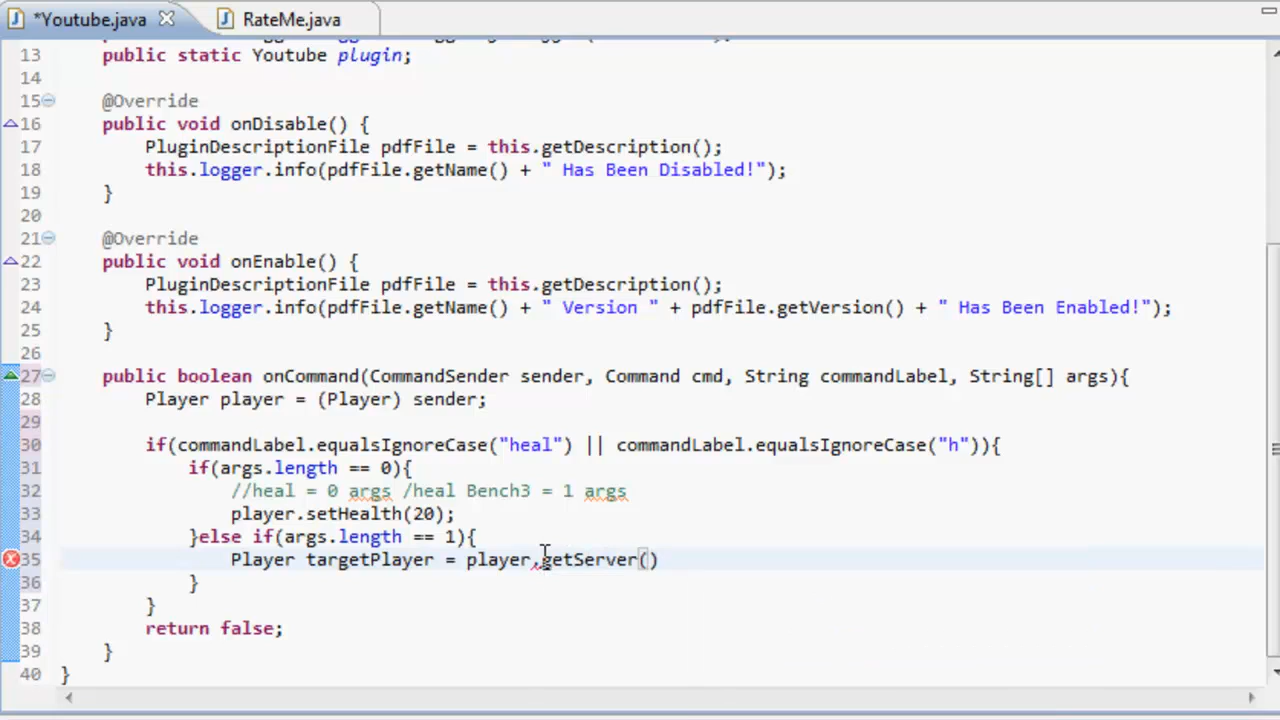 *Youtube.java RateMe.java
13 public static Youtube plugin;
14
15 @Override
16 public void onDisable() {
17 PluginDescriptionFile pdfFile = this.getDescription();
18 this.logger.info(pdfFile.getName() + " Has Been Disabled!");
19 }
20
21 @Override
22 public void onEnable() {
23 PluginDescriptionFile pdfFile = this.getDescription();
24 this.logger.info(pdfFile.getName() + " Version " + pdfFile.getVersion() + " Has Been Enabled!");
25 }
26
27 public boolean onCommand(CommandSender sender, Command cmd, String commandLabel, String[] args){
28 Player player = (Player) sender;
29
30 if(commandLabel.equalsIgnoreCase("heal") || commandLabel.equalsIgnoreCase("h")){
31 if(args.length == 0){
32 //heal = 0 args /heal Bench3 = 1 args
33 player.setHealth(20);
34 }else if(args.length == 1){
35 Player targetPlayer = player.getServer()
36 }
37 }
38 return false;
39 }
40 }